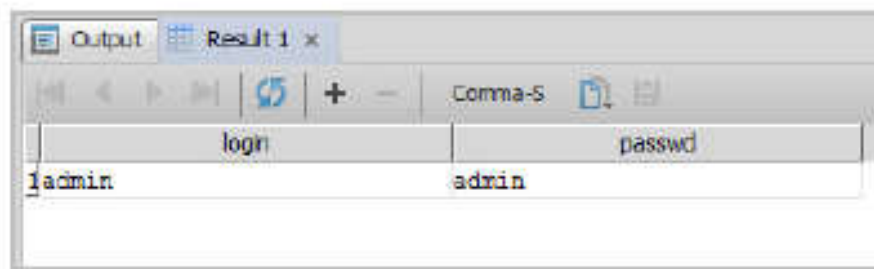 Output Result 1 ×
Comma-S
login passwd
1 admin admin